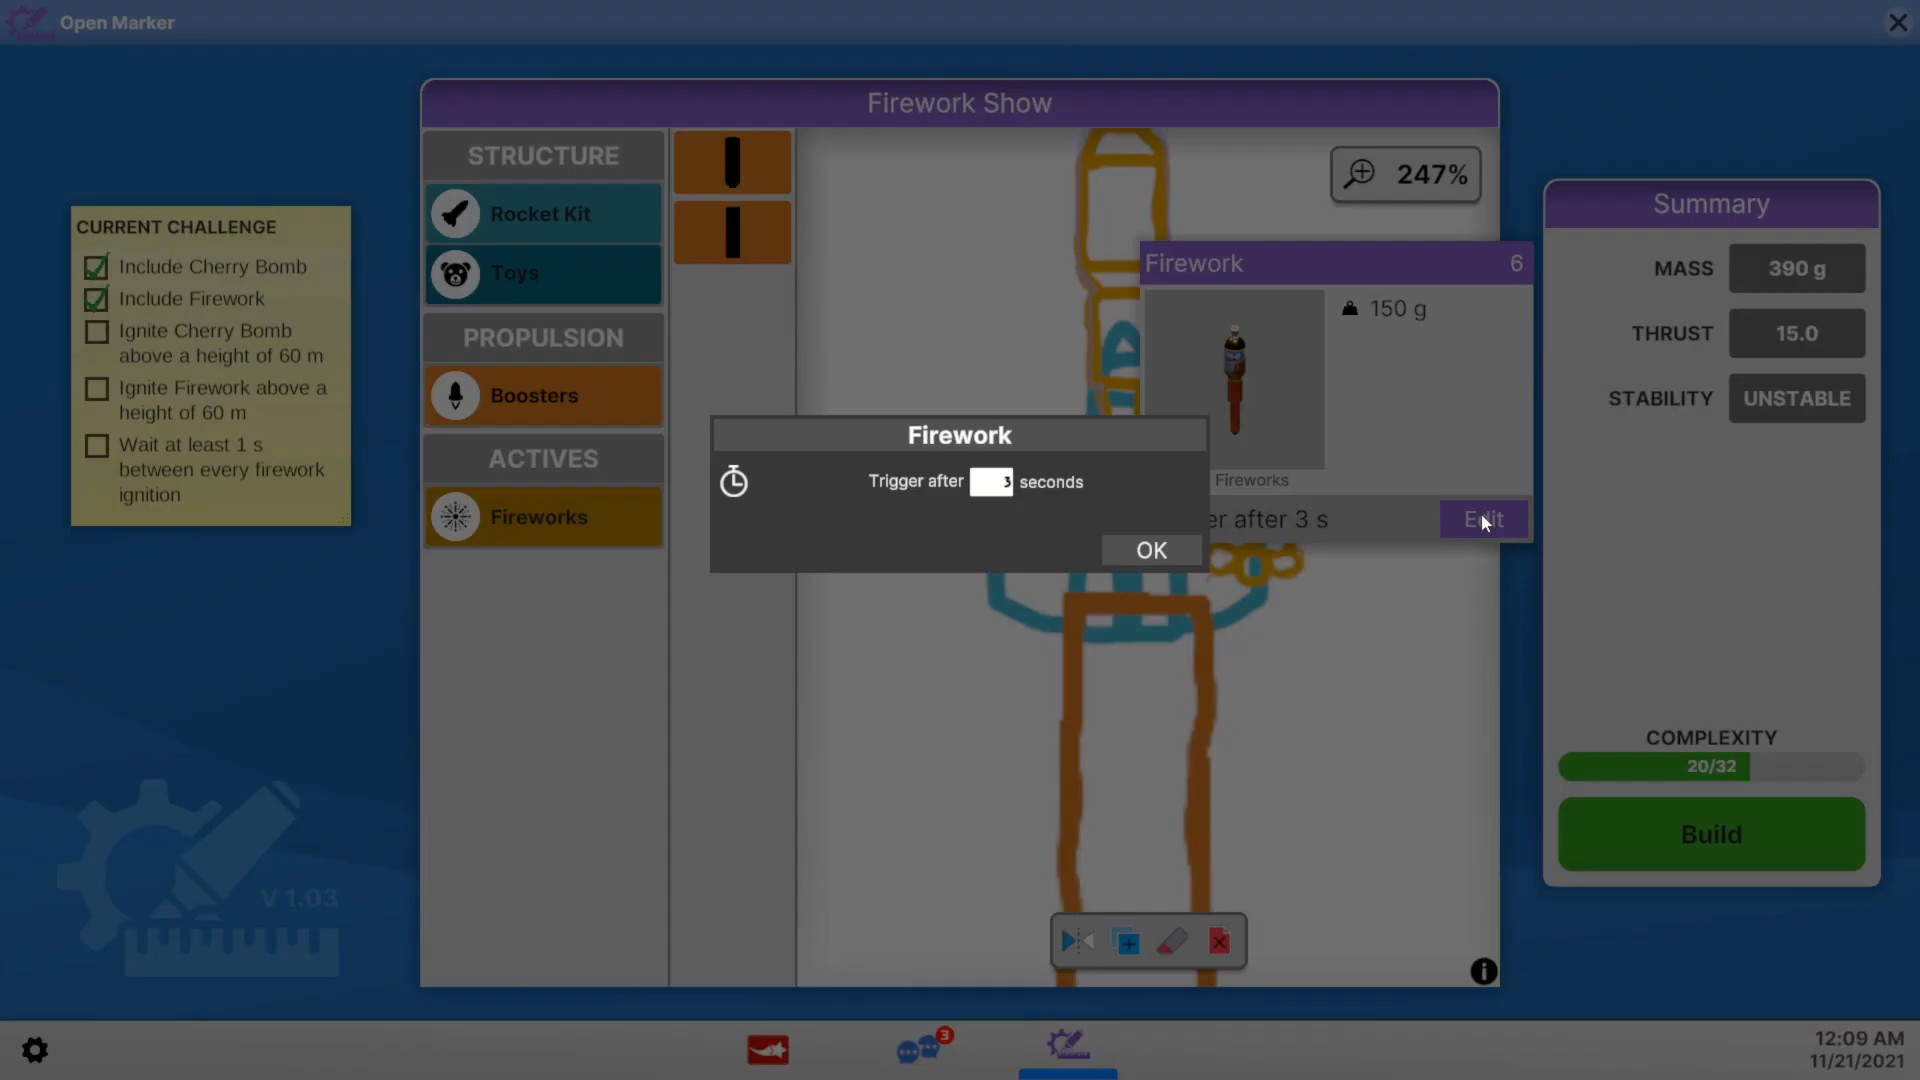 Open Marker
Firework Show
CURRENT CHALLENGE
Include Cherry Bomb
Include Firework
Ignite Cherry Bomb
above a height of 60 m
Ignite Firework above a
height of 60 m
Wait at least 1 s
between every firework
ignition
STRUCTURE
Rocket Kit
Toys
PROPULSION
Boosters
ACTIVES
Fireworks
247%
Firework 6
150 g
Fireworks
er after 3 s
Edit
Firework
Trigger after 3 seconds
OK
Summary
MASS 390 g
THRUST 15.0
STABILITY UNSTABLE
COMPLEXITY
20/32
Build
V 1.03
3
12:09 AM
11/21/2021